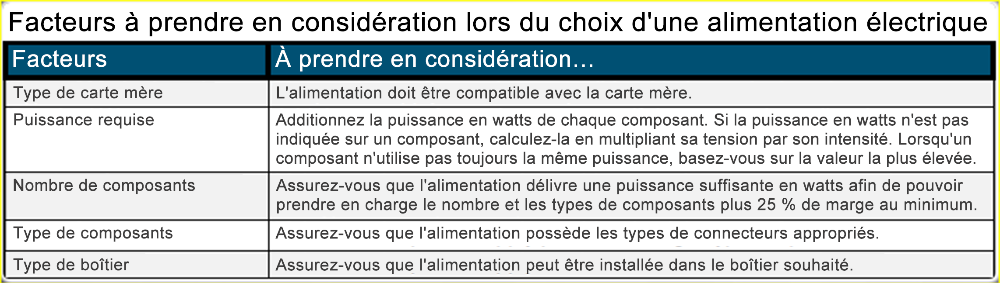 Facteurs à prendre en considération lors du choix d'une alimentation électrique
Facteurs
À prendre en considération...
Type de carte mère
L'alimentation doit être compatible avec la carte mère.
Puissance requise
Additionnez la puissance en watts de chaque composant. Si la puissance en watts n'est pas
indiquée sur un composant, calculez-la en multipliant sa tension par son intensité. Lorsqu'un
composant n'utilise pas toujours la même puissance, basez-vous sur la valeur la plus élevée.
Nombre de composants
Assurez-vous que l'alimentation délivre une puissance suffisante en watts afin de pouvoir
prendre en charge le nombre et les types de composants plus 25 % de marge au minimum.
Type de composants
Assurez-vous que l'alimentation possède les types de connecteurs appropriés.
Type de boîtier
Assurez-vous que l'alimentation peut être installée dans le boîtier souhaité.